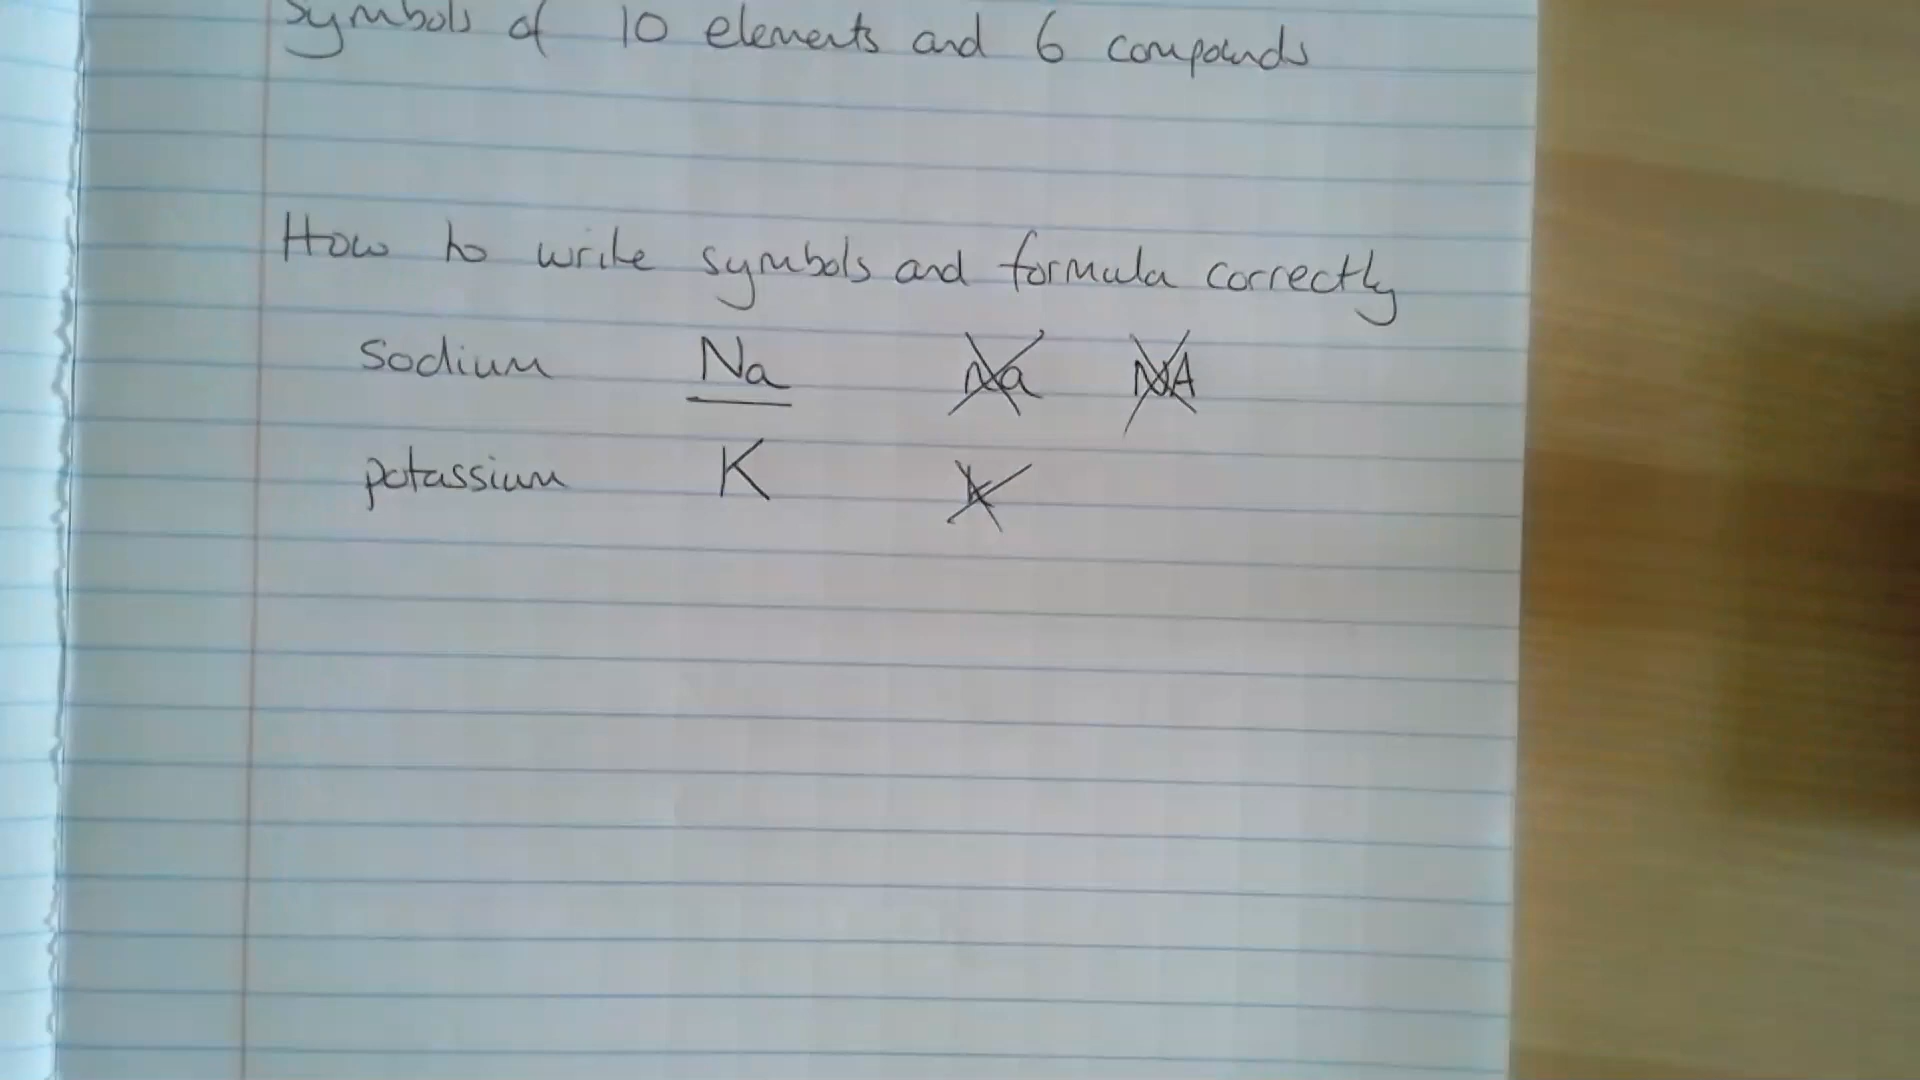 symbols of 10 elements and 6 compounds
How to write symbols and formula correctly
sodium Na na NA
potassium K k